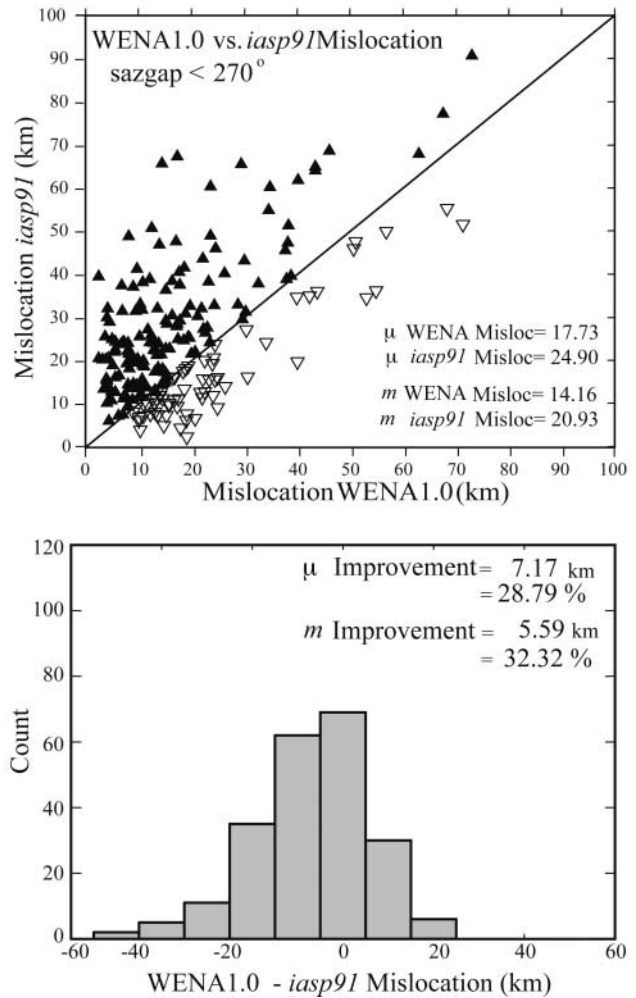 WENA1.0 vs. iasp91 Mislocation
sazgap < 270°
100
90
80
70
60
50
40
30
20
10
0
Mislocation iasp91 (km)
μ WENA Misloc= 17.73
μ iasp91 Misloc= 24.90
m WENA Misloc= 14.16
m iasp91 Misloc= 20.93
0 10 20 30 40 50 60 70 80 90 100
Mislocation WENA1.0 (km)
120
100
80
60
40
20
0
Count
μ Improvement = 7.17 km
= 28.79 %
m Improvement = 5.59 km
= 32.32 %
-60 -40 -20 0 20 40 60
WENA1.0 - iasp91 Mislocation (km)